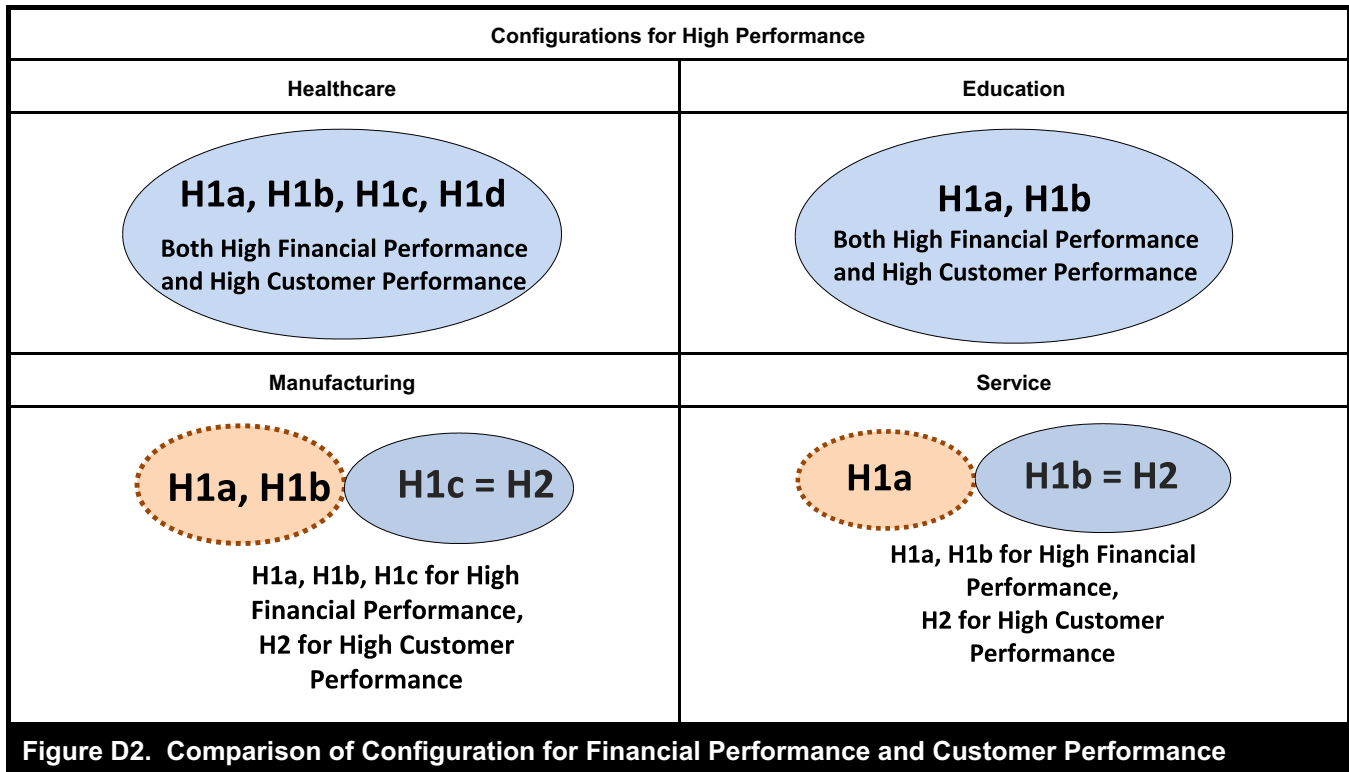 Configurations for High Performance
Healthcare
Education
H1a, H1b, H1c, H1d
Both High Financial Performance
and High Customer Performance
H1a, H1b
Both High Financial Performance
and High Customer Performance
Manufacturing
Service
H1a, H1b
H1c = H2
H1a, H1b, H1c for High
Financial Performance,
H2 for High Customer
Performance
H1a
H1b = H2
H1a, H1b for High Financial
Performance,
H2 for High Customer
Performance
Figure D2. Comparison of Configuration for Financial Performance and Customer Performance